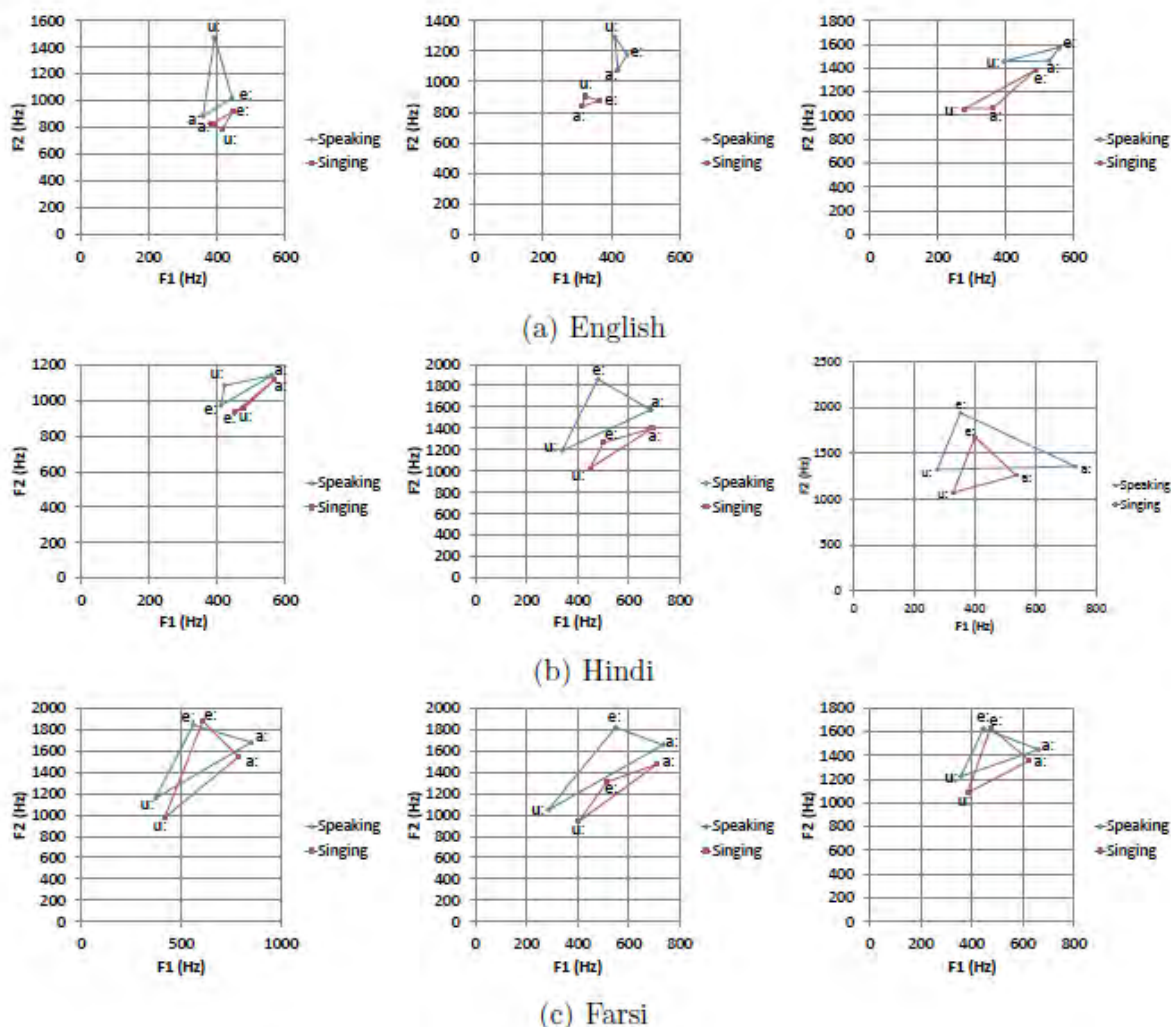 1600
1400
1200
1000
800
600
400
200
0
F2 (Hz)
u:
e:
a:
e:
a:
u:
0 200 400 600
F1 (Hz)
Speaking
Singing
1400
1200
1000
800
600
400
200
0
F2 (Hz)
u:
e:
a:
u:
e:
a:
0 200 400 600
F1 (Hz)
Speaking
Singing
1800
1600
1400
1200
1000
800
600
400
200
0
F2 (Hz)
e:
u:
a:
e:
u:
a:
0 200 400 600
F1 (Hz)
Speaking
Singing
(a) English
1200
1000
800
600
400
200
0
F2 (Hz)
u:
a:
a:
e:
e:
u:
0 200 400 600
F1 (Hz)
Speaking
Singing
2000
1800
1600
1400
1200
1000
800
600
400
200
0
F2 (Hz)
e:
a:
u:
e:
a:
u:
0 200 400 600 800
F1 (Hz)
Speaking
Singing
2500
2000
1500
1000
500
0
F2 (Hz)
e:
e:
u:
a:
a:
u:
0 200 400 600 800
F1 (Hz)
Speaking
Singing
(b) Hindi
2000
1800
1600
1400
1200
1000
800
600
400
200
0
F2 (Hz)
e:
e:
a:
a:
u:
u:
0 500 1000
F1 (Hz)
Speaking
Singing
2000
1800
1600
1400
1200
1000
800
600
400
200
0
F2 (Hz)
e:
a:
e:
u:
a:
u:
0 200 400 600 800
F1 (Hz)
Speaking
Singing
1800
1600
1400
1200
1000
800
600
400
200
0
F2 (Hz)
e:
e:
a:
a:
u:
u:
0 200 400 600 800
F1 (Hz)
Speaking
Singing
(c) Farsi